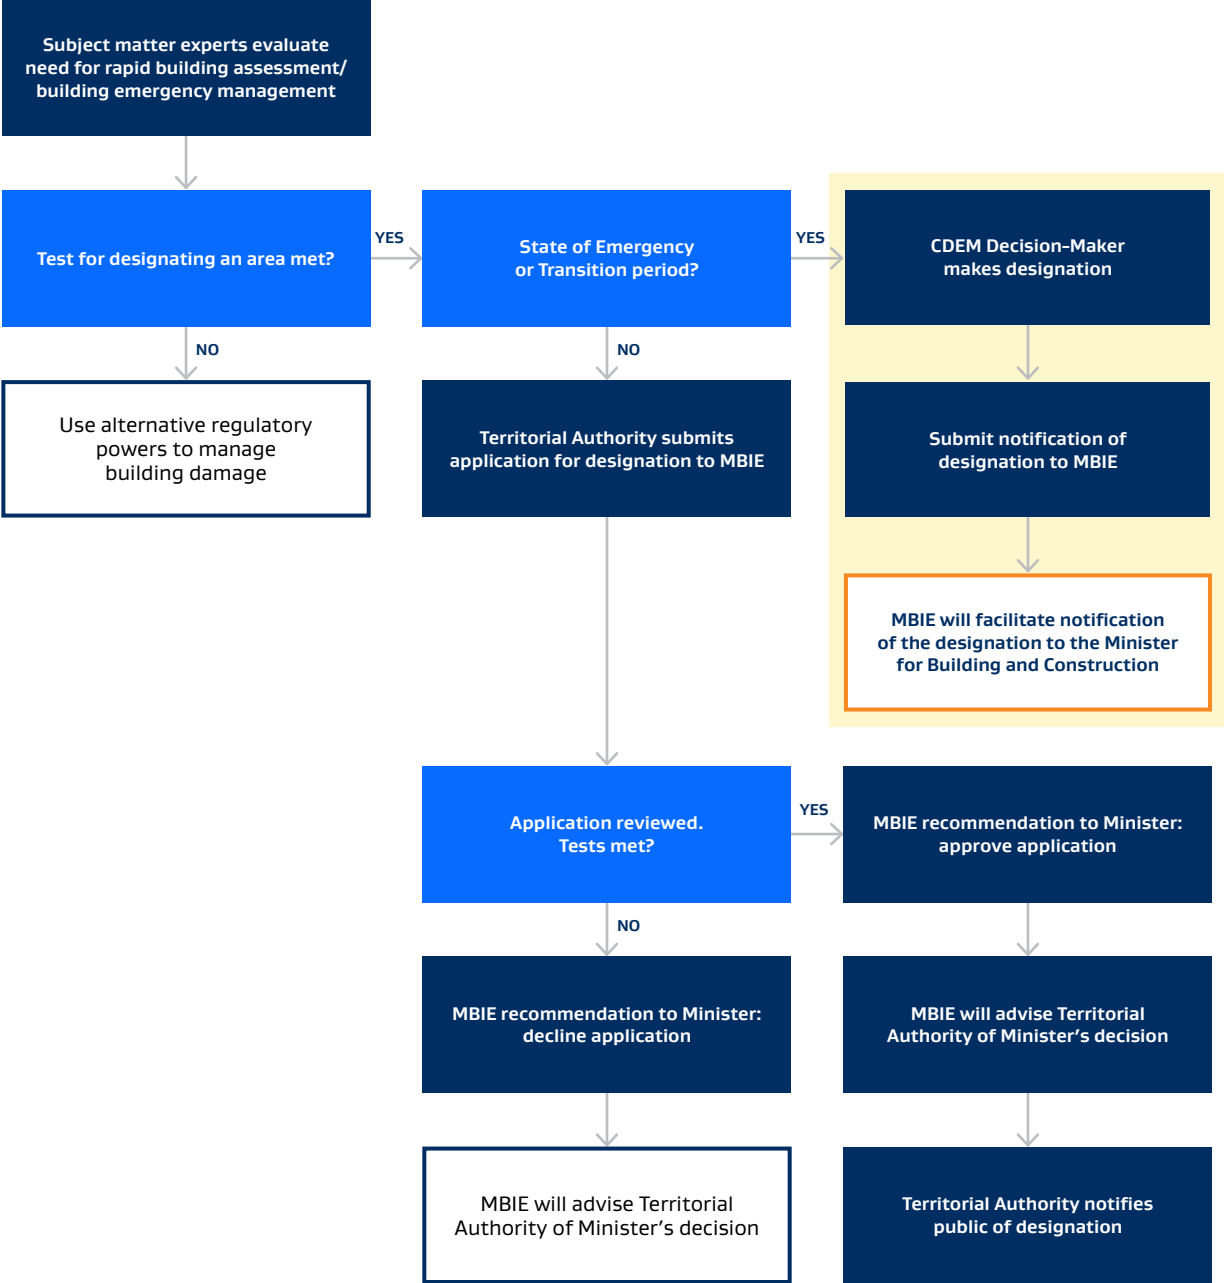 Subject matter experts evaluate
need for rapid building assessment/
building emergency management
Test for designating an area met?
YES
State of Emergency
or Transition period?
YES
CDEM Decision-Maker
makes designation
NO
NO
Use alternative regulatory
powers to manage
building damage
Territorial Authority submits
application for designation to MBIE
Submit notification of
designation to MBIE
MBIE will facilitate notification
of the designation to the Minister
for Building and Construction
Application reviewed.
Tests met?
YES
MBIE recommendation to Minister:
approve application
NO
MBIE recommendation to Minister:
decline application
MBIE will advise Territorial
Authority of Minister’s decision
MBIE will advise Territorial
Authority of Minister’s decision
Territorial Authority notifies
public of designation